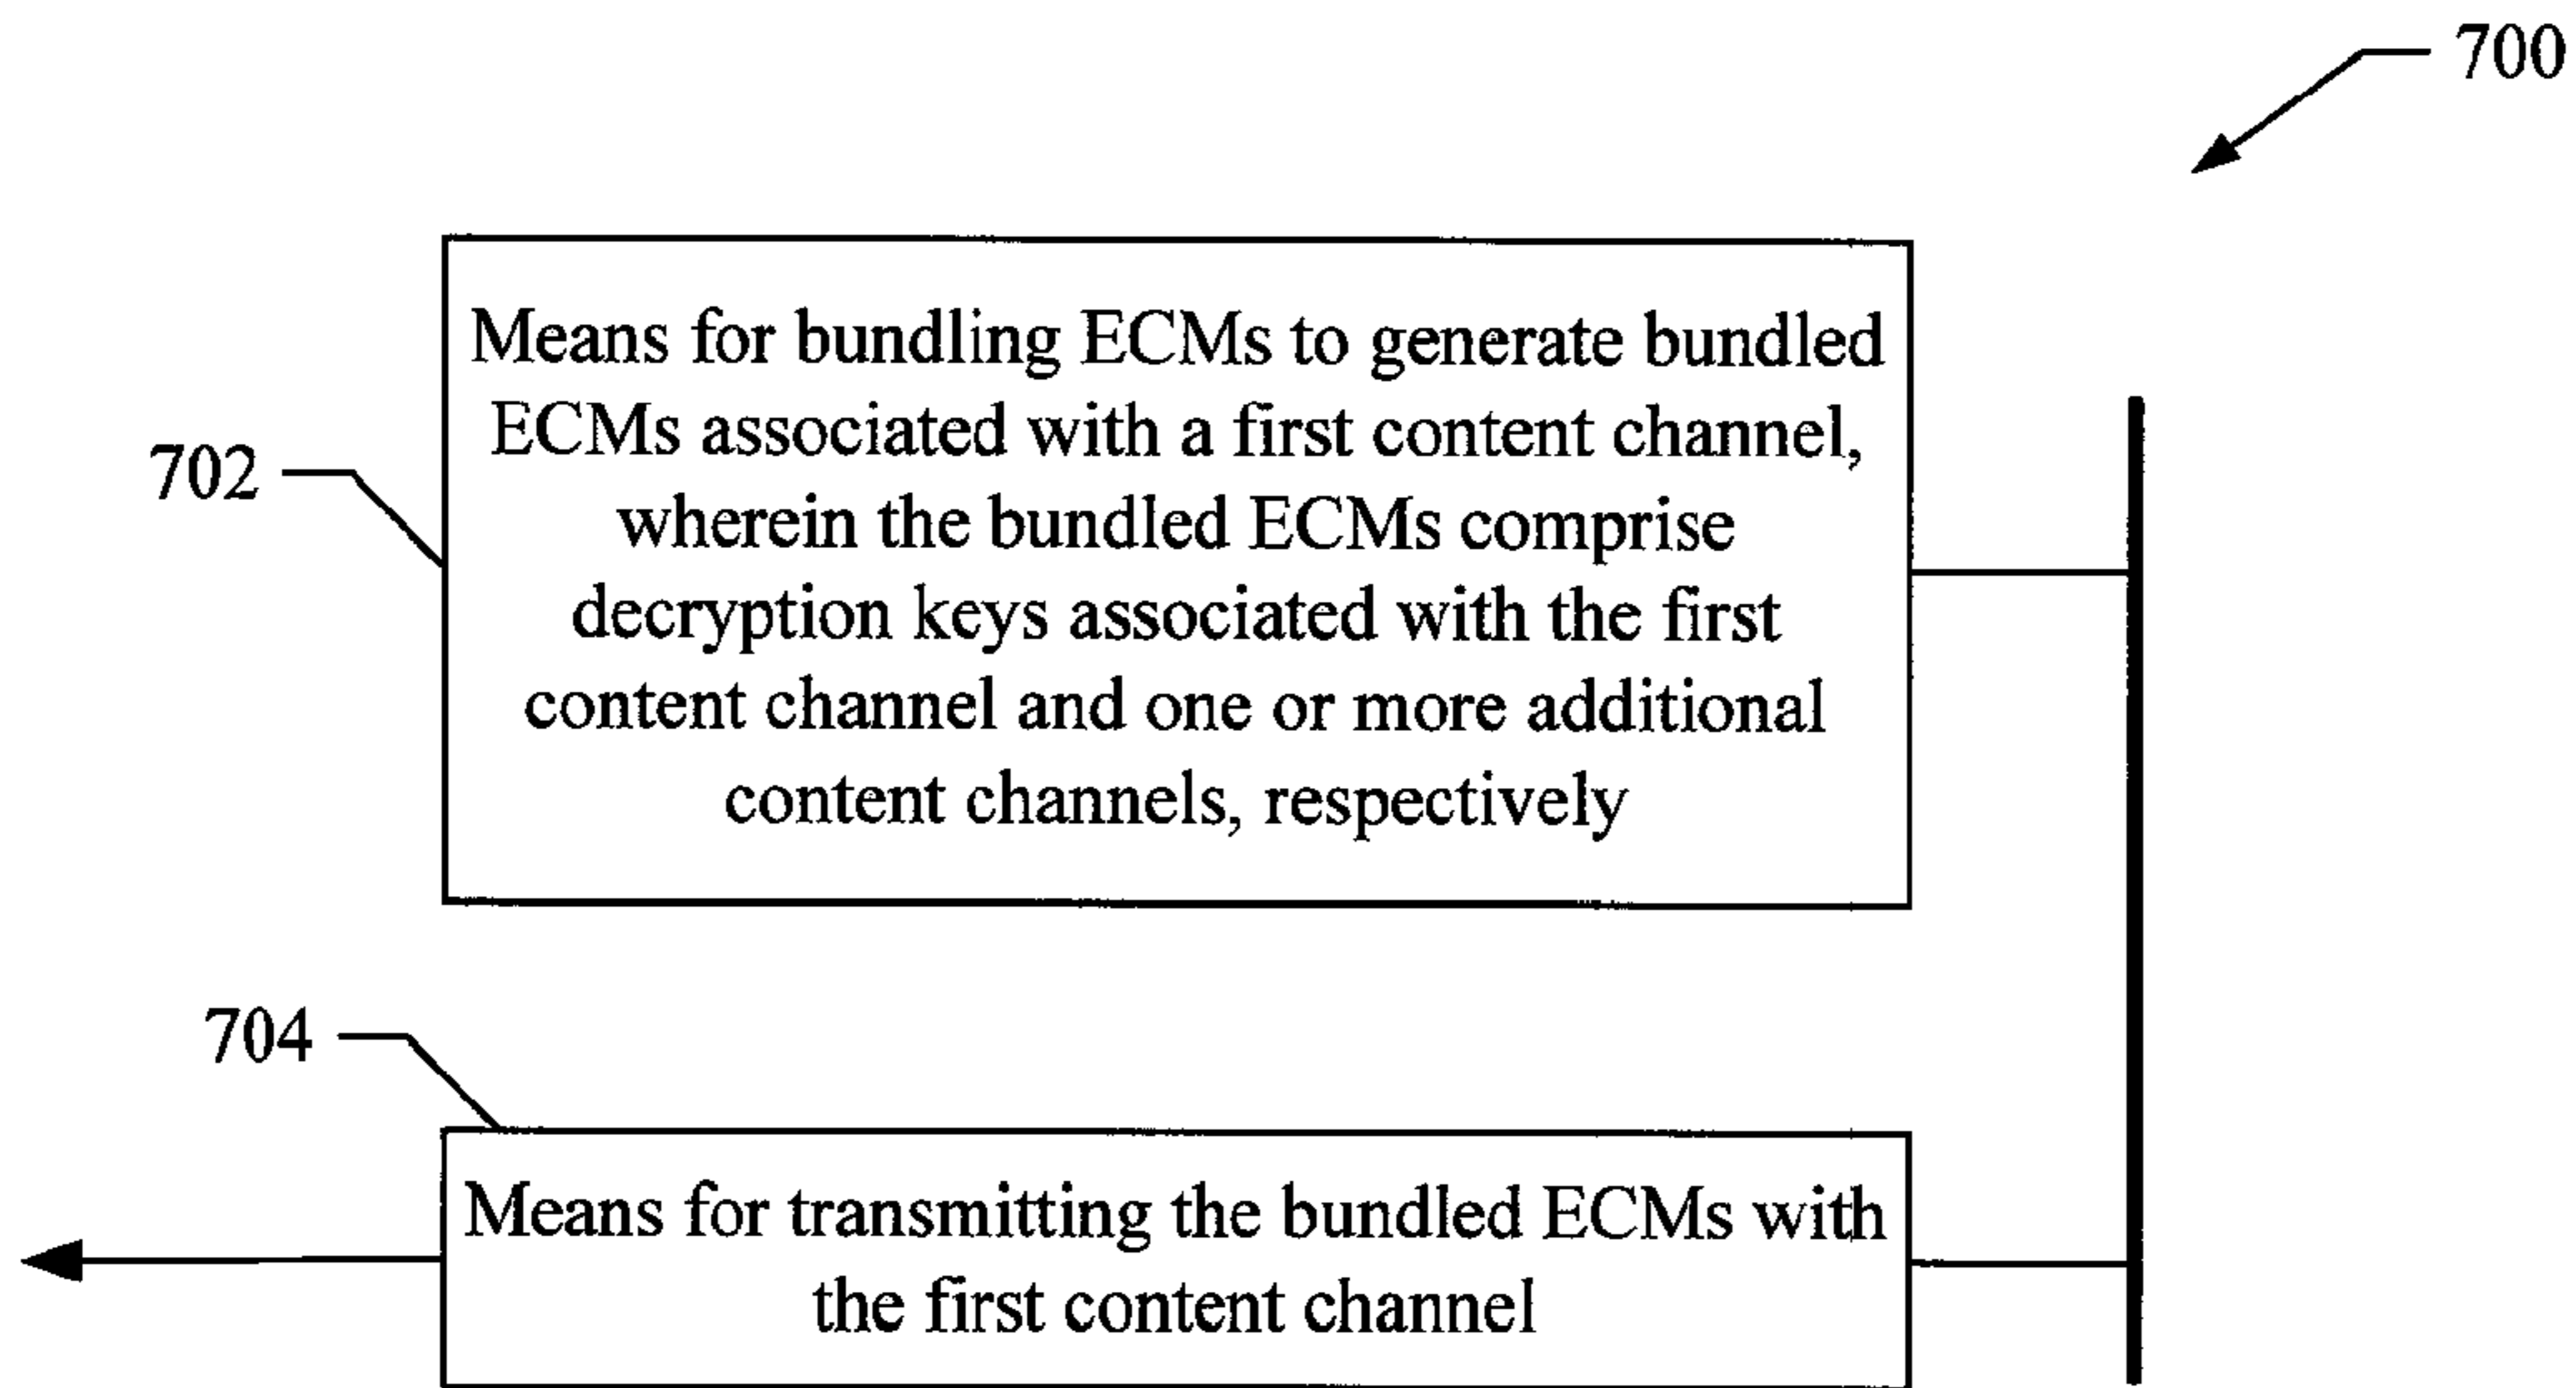 700
702
Means for bundling ECMs to generate bundled
ECMs associated with a first content channel,
wherein the bundled ECMs comprise
decryption keys associated with the first
content channel and one or more additional
content channels, respectively
704
Means for transmitting the bundled ECMs with
the first content channel